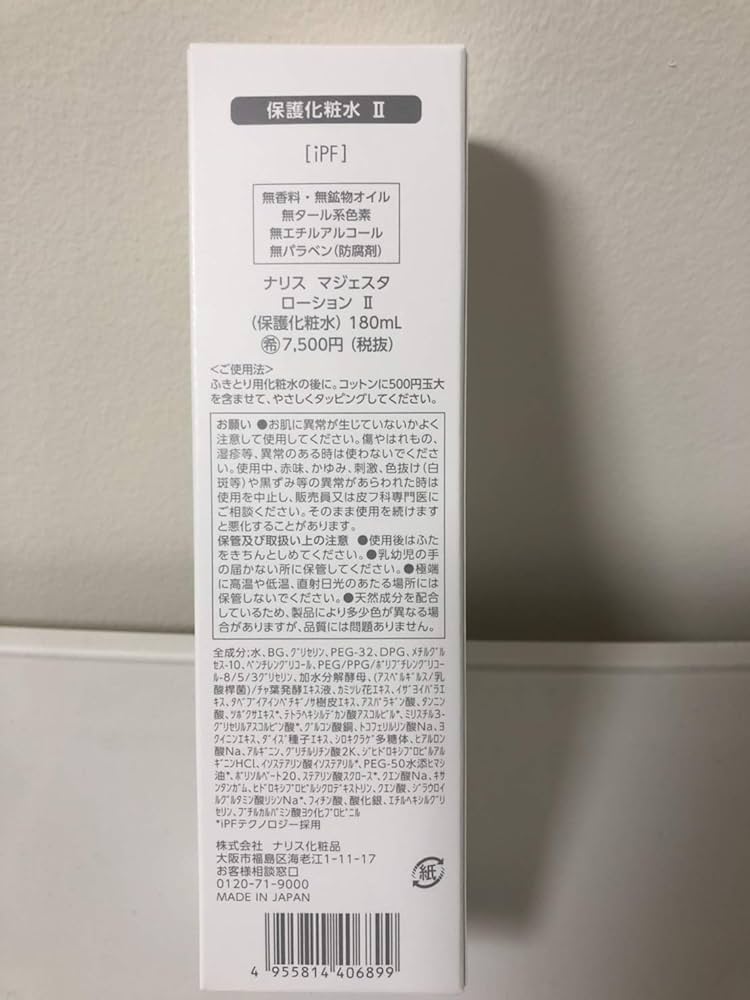 保護化粧水 Ⅱ
[iPF]
無香料・無鉱物オイル
無タール系色素
無エチルアルコール
無パラベン(防腐剤)
ナリス マジェスタ
ローション Ⅱ
(保護化粧水) 180mL
㊓7,500円 (税抜)
<ご使用法>
ふきとり用化粧水の後に。コットンに500円玉大
を含ませて、やさしくタッピングしてください。
お願い ●お肌に異常が生じていないかよく
注意して使用してください。傷やはれもの、
湿疹等、異常のある時は使わないでくださ
い。使用中、赤味、かゆみ、刺激、色抜け(白
斑等)や黒ずみ等の異常があらわれた時は
使用を中止し、販売員又は皮フ科専門医に
ご相談ください。そのまま使用を続けますと
悪化することがあります。
保管及び取扱い上の注意 ●使用後はふた
をきちんとしめてください。●乳幼児の手
の届かない所に保管してください。●極端
に高温や低温、直射日光のあたる場所には
保管しないでください。●天然成分を配合
しているため、製品により多少色が異なる場
合がありますが、品質には問題ありません。
全成分;水、BG、グリセリン、PEG-32、DPG、メチルグル
セス-10、ペンチレングリコール、PEG/PPG/ポリブチレングリコー
ル-8/5/3グリセリン、加水分解酵母、(アスペルギルス/乳
酸桿菌)/チャ葉発酵エキス液、カミツレ花エキス、イザヨイバラエ
キス、タベブイアインペチギノサ樹皮エキス、アスパラギン酸、タンニン
酸、ツボクサエキス*、テトラヘキシルデカン酸アスコルビル*、ミリスチル3-
グリセリルアスコルビン酸*、グルコン酸銅、トコフェリルリン酸Na、ヨ
クイニンエキス、ダイズ種子エキス、シロキクラゲ多糖体、ヒアルロン
酸Na、アルギニン、グリチルリチン酸2K、ジヒドロキシプロピルアル
ギニンHCl、イソステアリン酸イソステアリル*、PEG-50水添ヒマシ
油*、ポリソルベート20、ステアリン酸スクロース*、クエン酸Na、キサ
ンタンガム、ヒドロキシプロピルシクロデキストリン、クエン酸、ジラウロイ
ルグルタミン酸リシンNa*、フィチン酸、酸化銀、エチルヘキシルグリ
セリン、ブチルカルバミン酸ヨウ化プロピニル
*iPFテクノロジー採用
株式会社 ナリス化粧品
大阪市福島区海老江1-11-17
お客様相談窓口
0120-71-9000
MADE IN JAPAN
紙
4 955814 406899